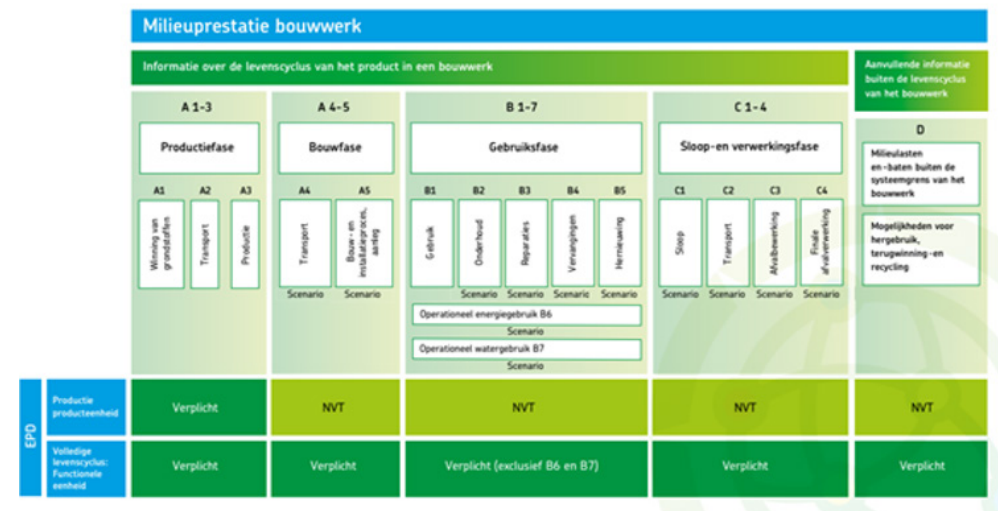 Milieuprestatie bouwwerk
Informatie over de levenscyclus van het product in een bouwwerk
Aanvullende informatie
buiten de levenscyclus
van het bouwwerk
A 1-3
A 4-5
B 1-7
C 1-4
D
Productiefase
Bouwfase
Gebruiksfase
Sloop-en verwerkingsfase
Milieulasten
en-baten buiten de
systeemgrens van het
bouwwerk
A1
A2
A3
A4
A5
B1
B2
B3
B4
B5
C1
C2
C3
C4
Winning van
grondstoffen
Transport
Productie
Transport
Bouw- en
installatieproces,
aanleg
Gebruik
Onderhoud
Reparaties
Vervangingen
Hernieuwing
Sloop
Transport
Afvalbewerking
Finale
afvalverwerking
Mogelijkheden voor
hergebruik,
terugwinning-en
recycling
Scenario
Scenario
Scenario
Scenario
Scenario
Scenario
Scenario
Scenario
Scenario
Scenario
Operationeel energiegebruik B6
Scenario
Operationeel watergebruik B7
Scenario
EPD
Productie
producteenheid
Verplicht
NVT
NVT
NVT
NVT
Volledige
levenscyclus:
Functionele
eenheid
Verplicht
Verplicht
Verplicht (exclusief B6 en B7)
Verplicht
Verplicht